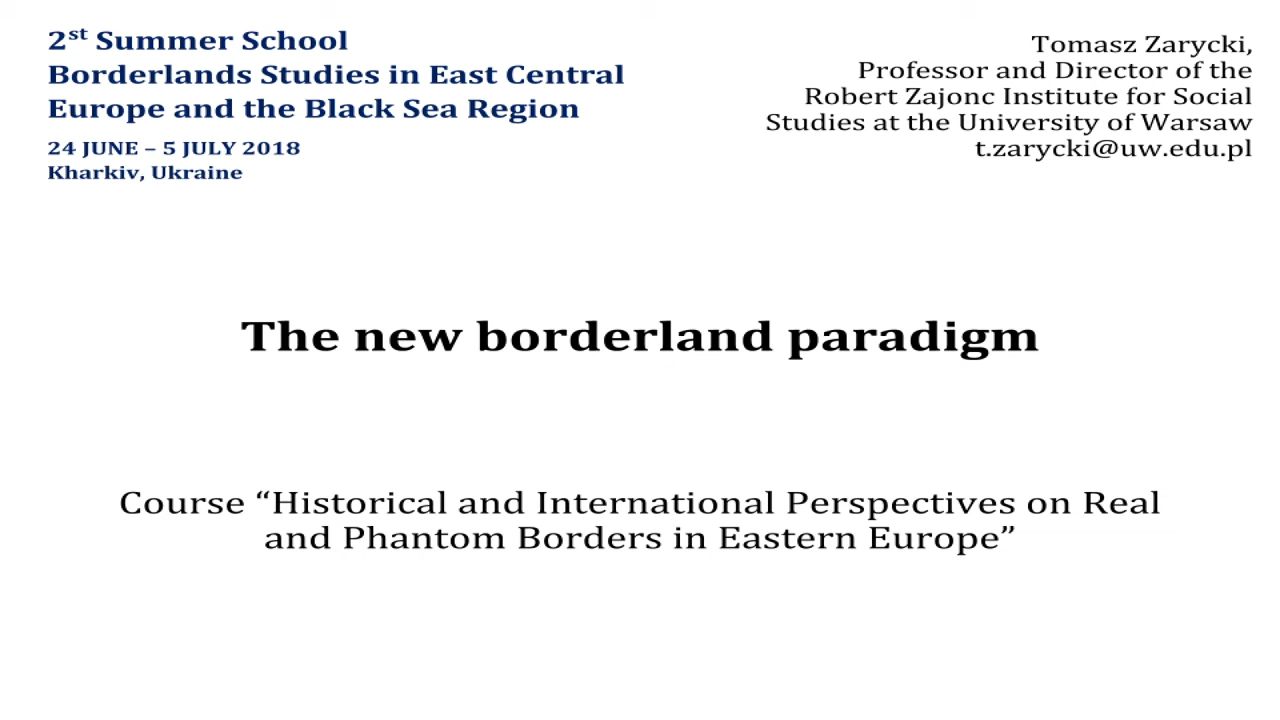 2st Summer School
Borderlands Studies in East Central
Europe and the Black Sea Region
24 JUNE – 5 JULY 2018
Kharkiv, Ukraine
Tomasz Zarycki,
Professor and Director of the
Robert Zajonc Institute for Social
Studies at the University of Warsaw
t.zarycki@uw.edu.pl
The new borderland paradigm
Course “Historical and International Perspectives on Real
and Phantom Borders in Eastern Europe”